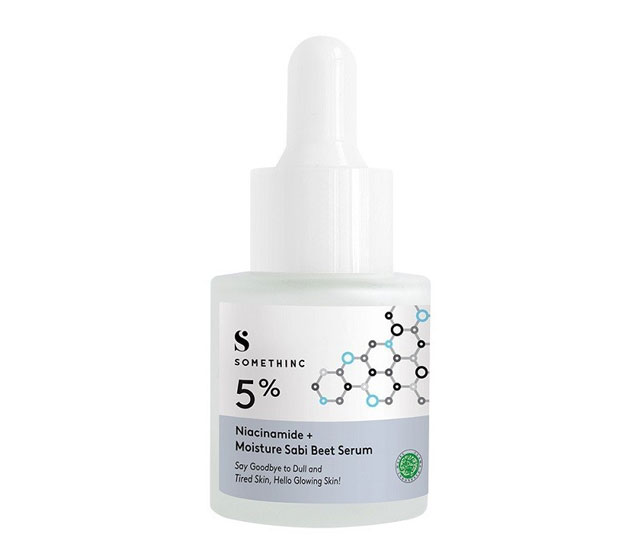 S
SOMETHINC
5%
Niacinamide +
Moisture Sabi Beet Serum
Say Goodbye to Dull and
Tired Skin, Hello Glowing Skin!